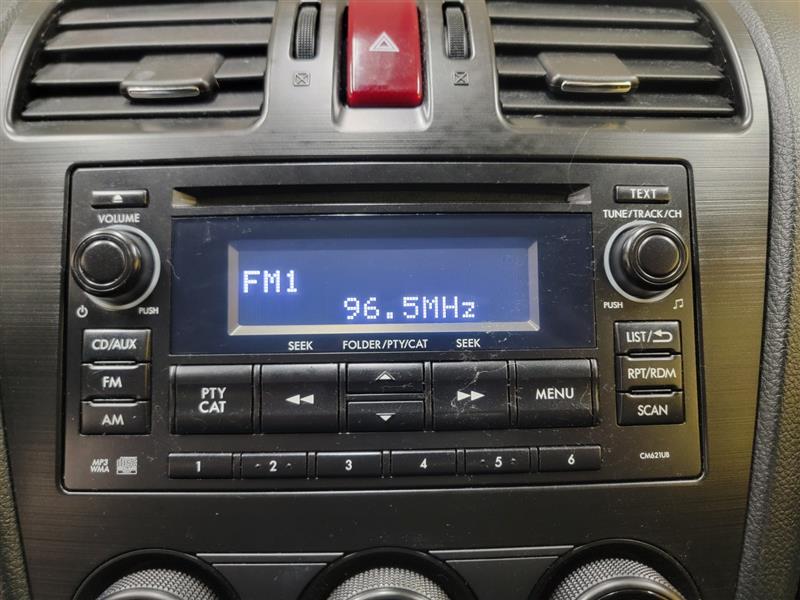 TEXT
VOLUME
TUNE/TRACK/CH
FM1
96.5MHz
PUSH
PUSH
SEEK
FOLDER/PTY/CAT
SEEK
CD/AUX
LIST/
FM
PTY
CAT
MENU
RPT/RDM
AM
SCAN
MP3
WMA
1
2
3
4
5
6
CM621UB